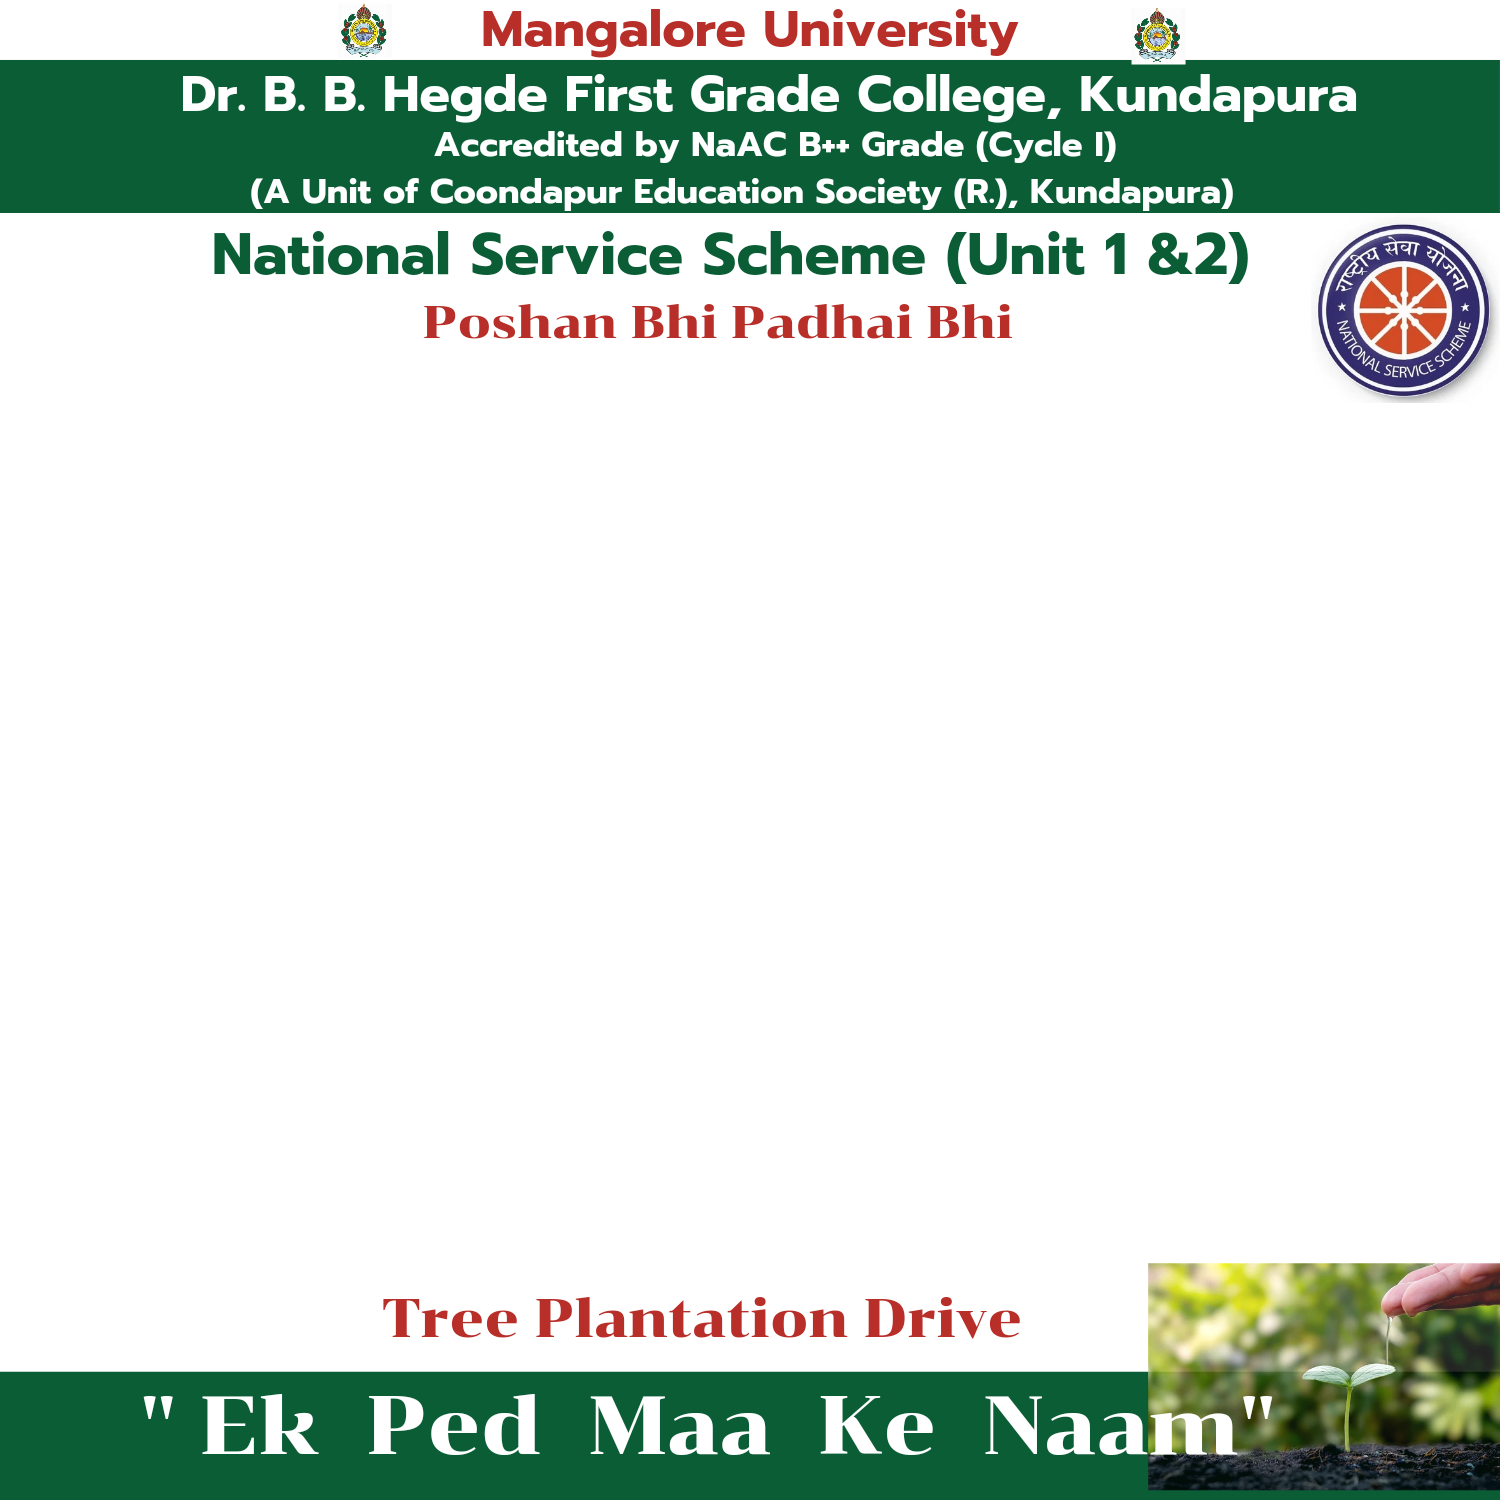 Mangalore University
Dr. B. B. Hegde First Grade College, Kundapura
Accredited by NaAC B++ Grade (Cycle I)
(A Unit of Coondapur Education Society (R.), Kundapura)
National Service Scheme (Unit 1 &2)
Poshan Bhi Padhai Bhi
राष्ट्रीय सेवा योजना
NATIONAL SERVICE SCHEME
Tree Plantation Drive
" Ek Ped Maa Ke Naam"